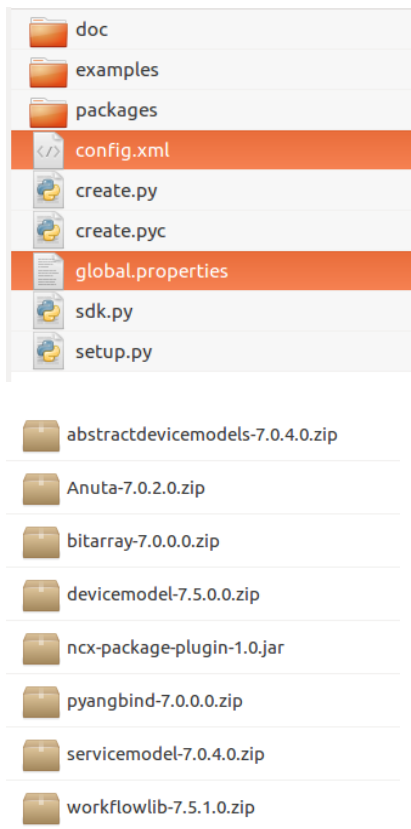 doc
examples
packages
config.xml
create.py
create.pyc
global.properties
sdk.py
setup.py
abstractdevicemodels-7.0.4.0.zip
Anuta-7.0.2.0.zip
bitarray-7.0.0.0.zip
devicemodel-7.5.0.0.zip
ncx-package-plugin-1.0.jar
pyangbind-7.0.0.0.zip
servicemodel-7.0.4.0.zip
workflowlib-7.5.1.0.zip